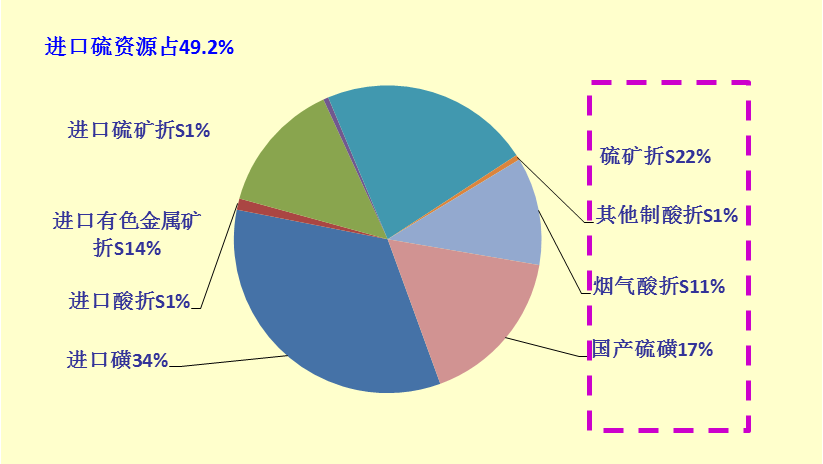 进口硫资源占49.2%
进口硫矿折S1%
进口有色金属矿
折S14%
进口酸折S1%
进口磺34%
硫矿折S22%
其他制酸折S1%
烟气酸折S11%
国产硫磺17%